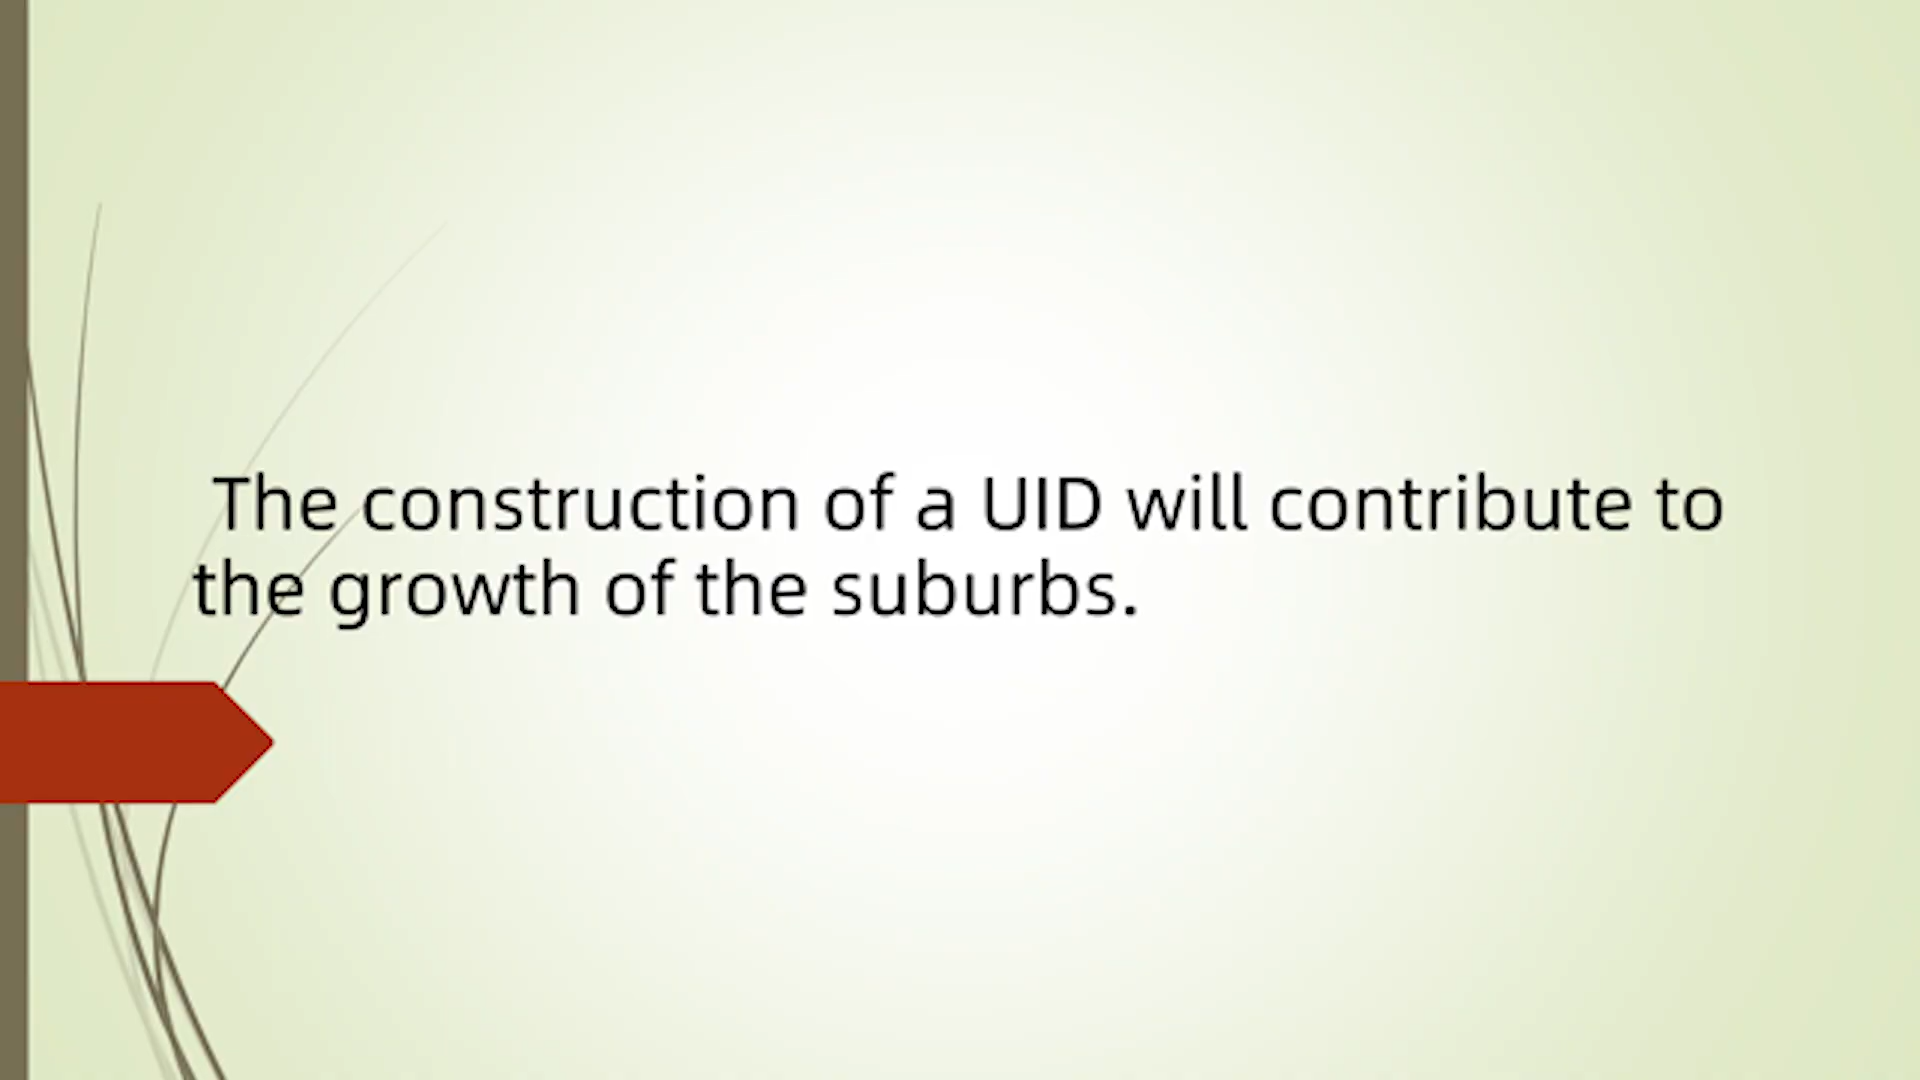 The construction of a UID will contribute to
the growth of the suburbs.